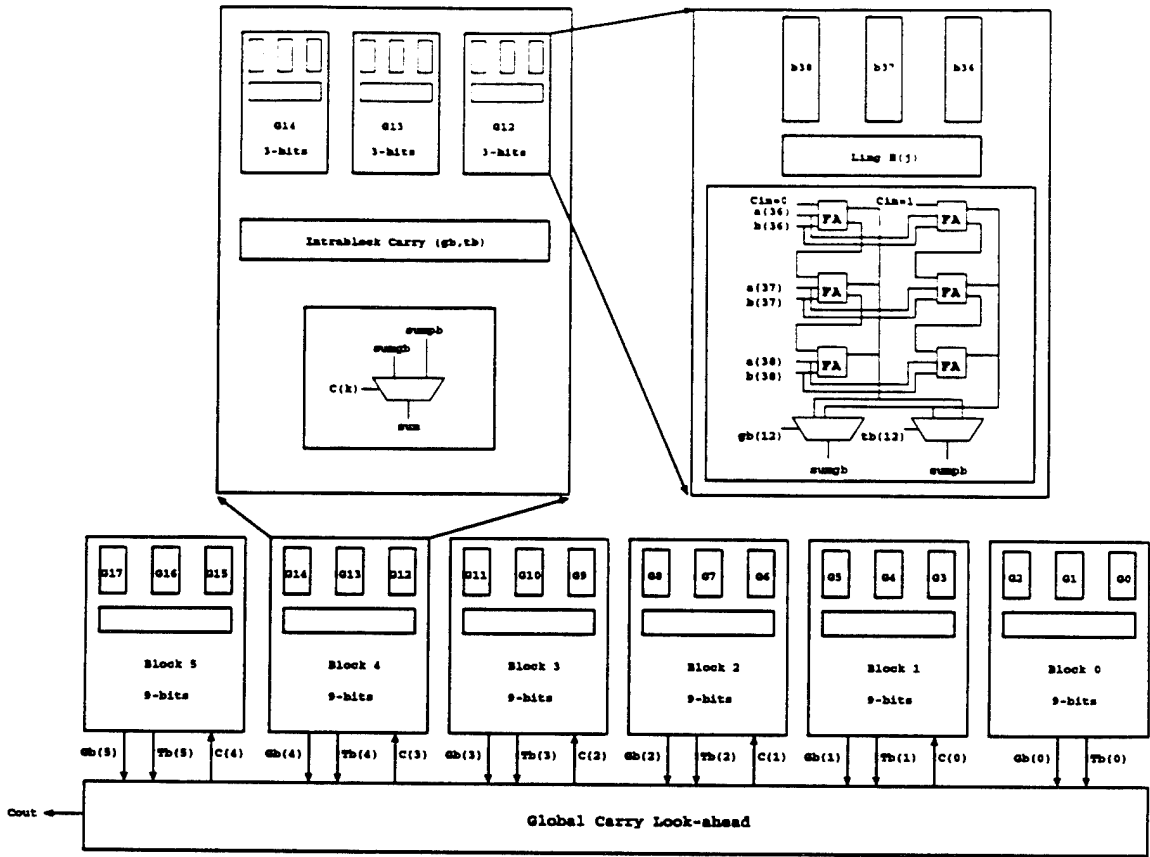 b38 b37 b36
G14 G13 G12
3-bits 3-bits 3-bits
Ling H(j)
Cin=0 Cin=1
a(36)
b(36)
FA FA
Intrablock Carry (gb,tb)
a(37)
b(37)
FA FA
sumpb
sumgb
a(38)
b(38)
FA FA
C(k)
sum
gb(12) tb(12)
sumgb sumpb
G17 G16 G15 G14 G13 G12 G11 G10 G9 G8 G7 G6 G5 G4 G3 G2 G1 G0
Block 5 Block 4 Block 3 Block 2 Block 1 Block 0
9-bits 9-bits 9-bits 9-bits 9-bits 9-bits
Gb(5) Tb(5) C(4) Gb(4) Tb(4) C(3) Gb(3) Tb(3) C(2) Gb(2) Tb(2) C(1) Gb(1) Tb(1) C(0) Gb(0) Tb(0)
Cout
Global Carry Look-ahead